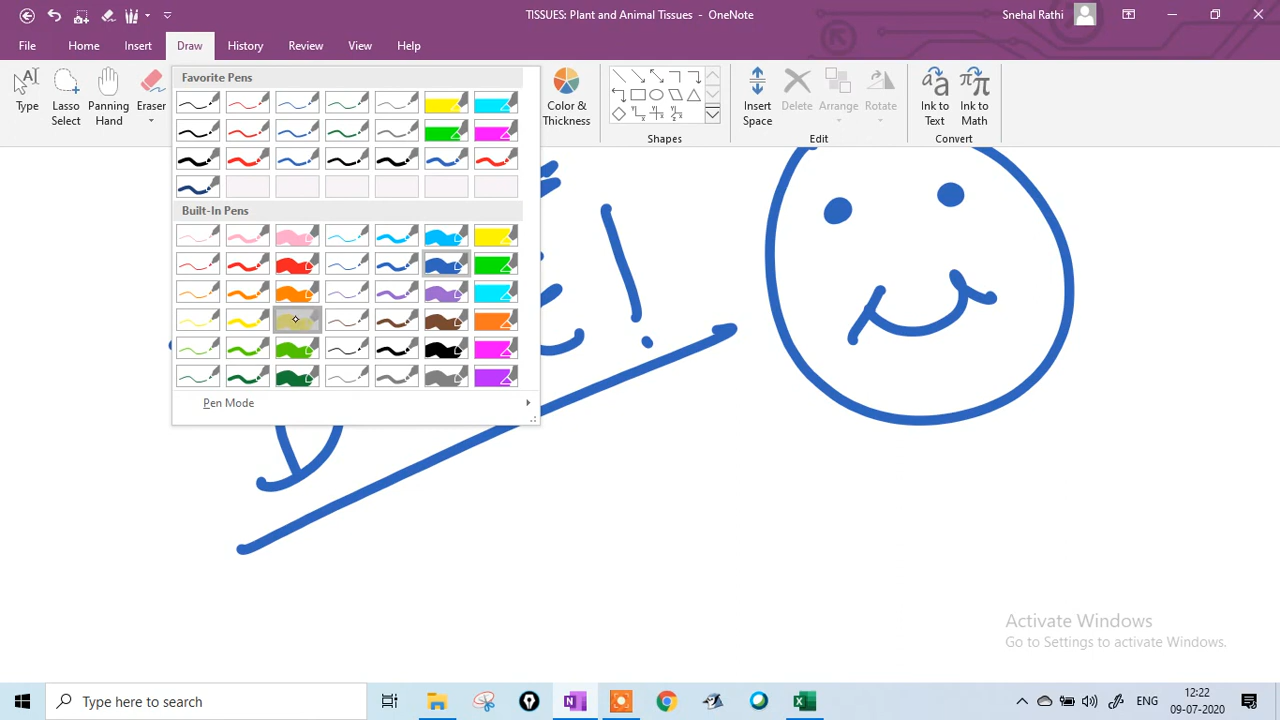 TISSUES: Plant and Animal Tissues - OneNote
Snehal Rathi
File Home Insert Draw History Review View Help
Type
Lasso Select
Panning Hand
Eraser
Favorite Pens
Built-In Pens
Pen Mode
Color & Thickness
Shapes
Insert Space
Delete
Arrange
Rotate
Edit
Ink to Text
Ink to Math
Convert
!
Activate Windows
Go to Settings to activate Windows.
Type here to search
ENG
12:22
09-07-2020